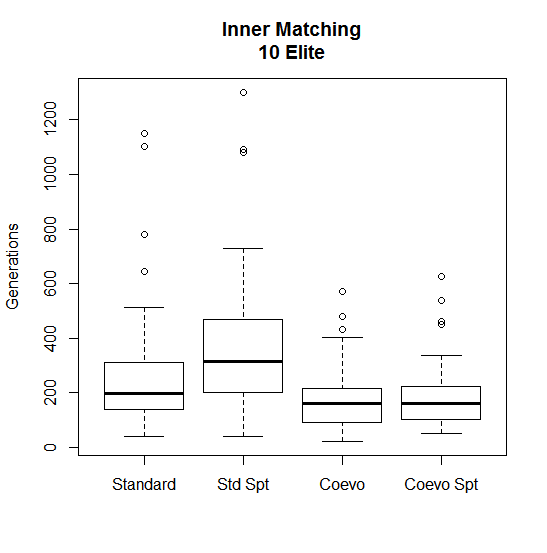 Inner Matching
10 Elite
Generations
1200
1000
800
600
400
200
0
Standard
Std Spt
Coevo
Coevo Spt